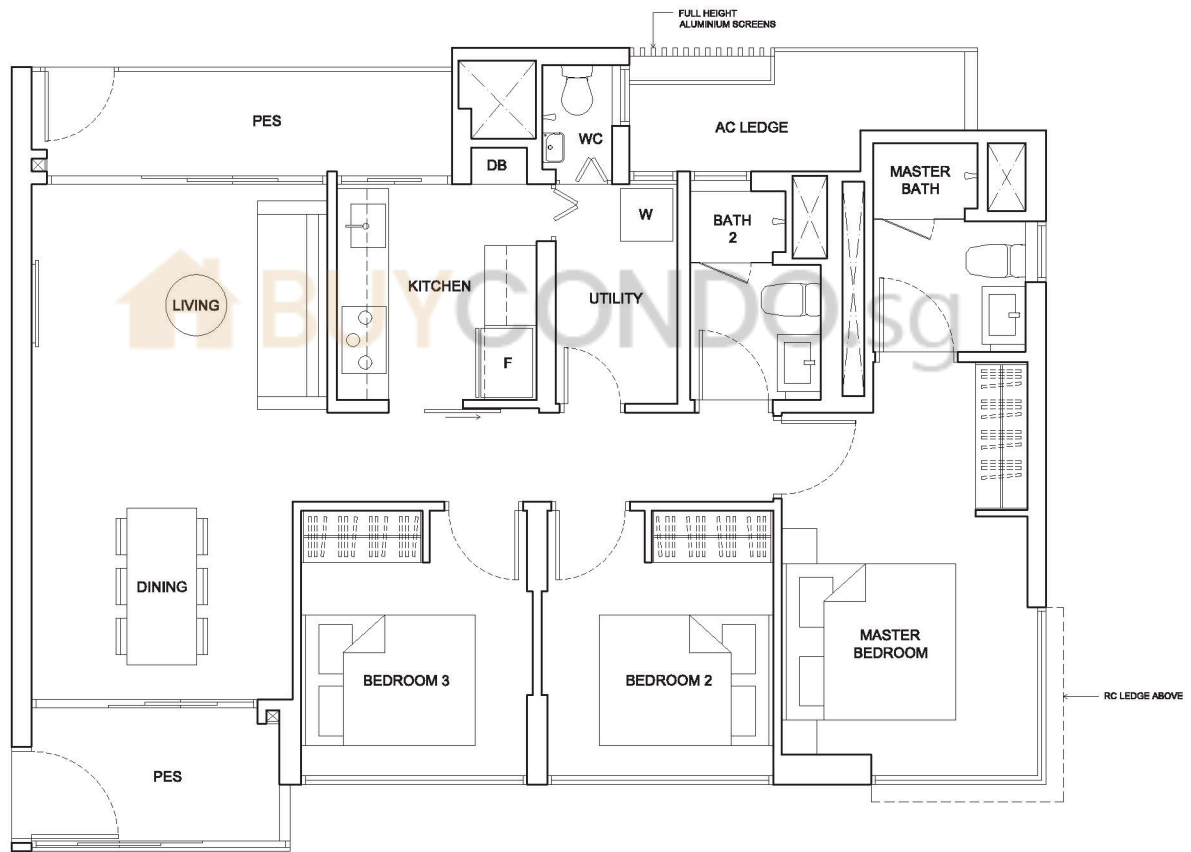 FULL HEIGHT
ALUMINIUM SCREENS
PES
WC
AC LEDGE
DB
MASTER
BATH
W
BATH
2
LIVING
KITCHEN
UTILITY
BUYCONDO.sg
F
DINING
BEDROOM 3
BEDROOM 2
MASTER
BEDROOM
RC LEDGE ABOVE
PES